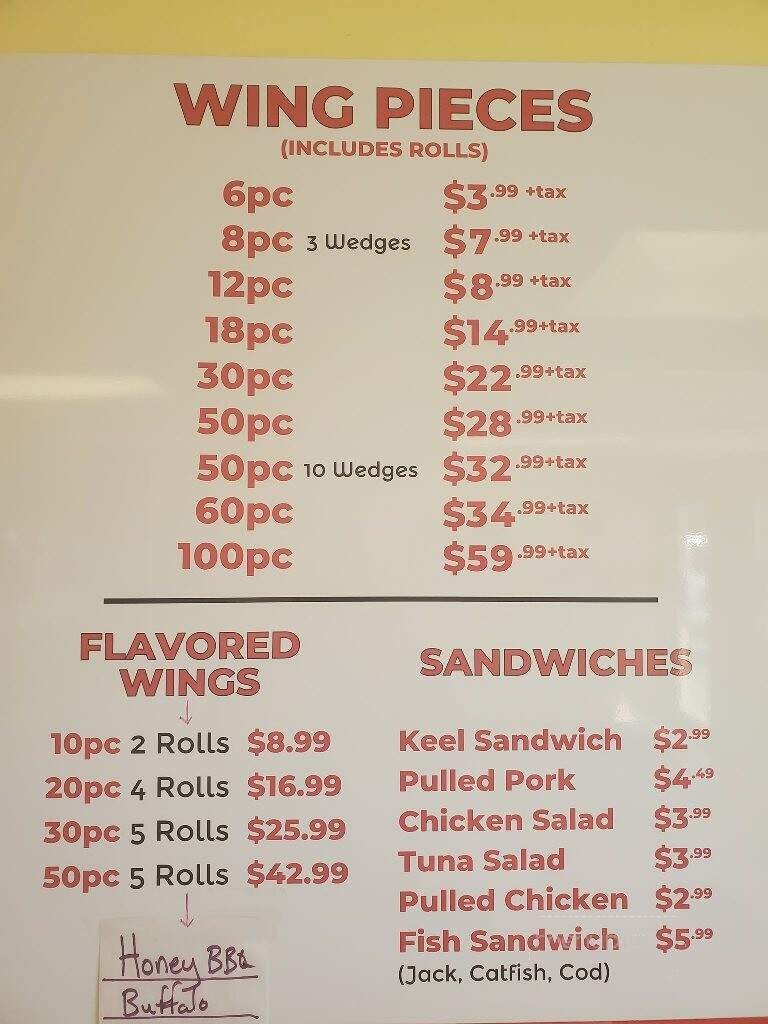 WING PIECES
(INCLUDES ROLLS)
6pc $3.99 +tax
8pc 3 Wedges $7.99 +tax
12pc $8.99 +tax
18pc $14.99+tax
30pc $22.99+tax
50pc $28.99+tax
50pc 10 Wedges $32.99+tax
60pc $34.99+tax
100pc $59.99+tax
FLAVORED
WINGS
10pc 2 Rolls $8.99
20pc 4 Rolls $16.99
30pc 5 Rolls $25.99
50pc 5 Rolls $42.99
Honey BBQ
Buffalo
SANDWICHES
Keel Sandwich $2.99
Pulled Pork $4.49
Chicken Salad $3.99
Tuna Salad $3.99
Pulled Chicken $2.99
Fish Sandwich $5.99
(Jack, Catfish, Cod)